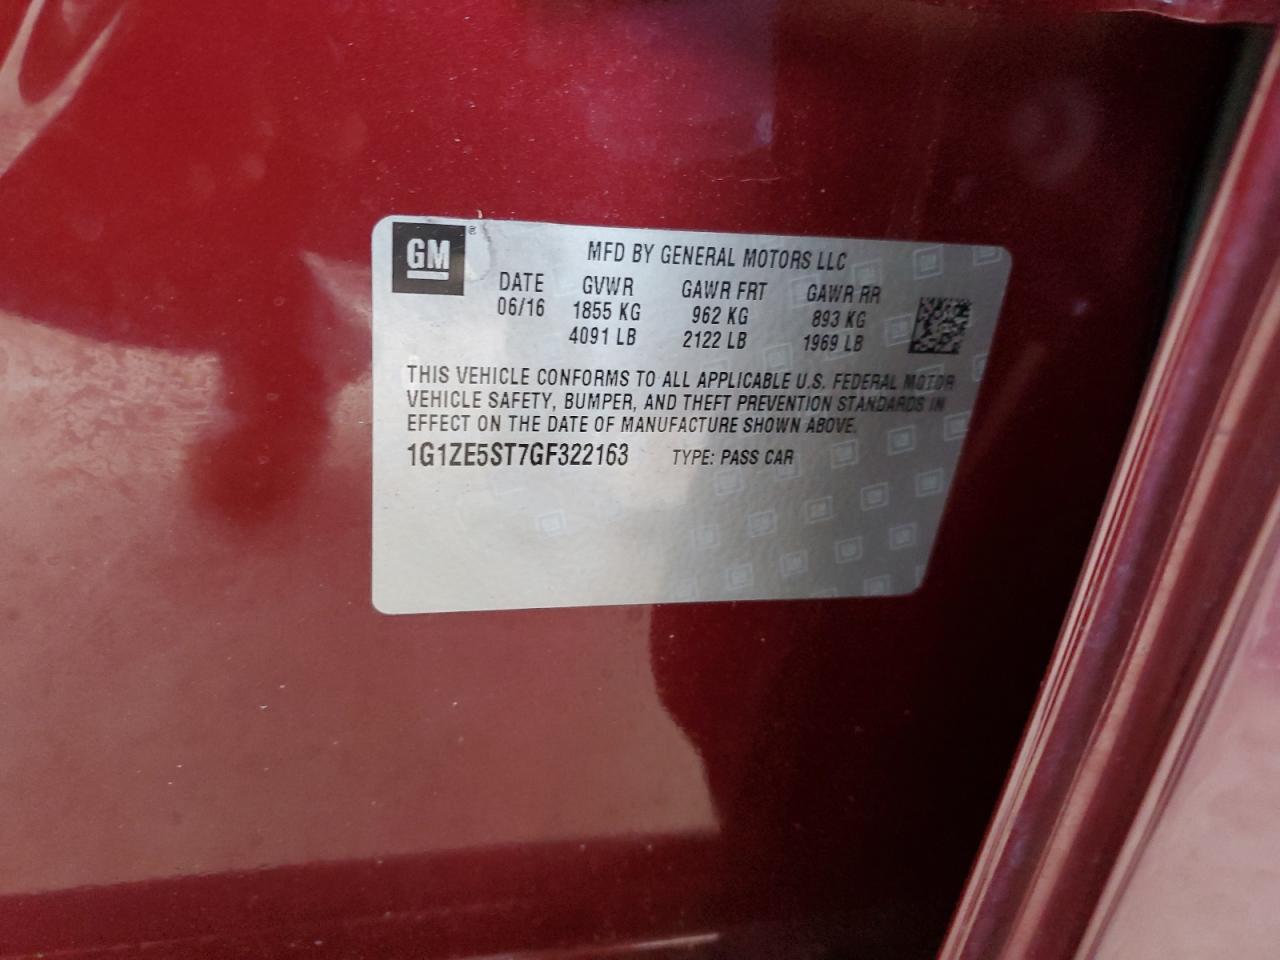 GM ®
MFD BY GENERAL MOTORS LLC
DATE GVWR GAWR FRT GAWR RR
06/16 1855 KG 962 KG 893 KG
4091 LB 2122 LB 1969 LB
THIS VEHICLE CONFORMS TO ALL APPLICABLE U.S. FEDERAL MOTOR
VEHICLE SAFETY, BUMPER, AND THEFT PREVENTION STANDARDS IN
EFFECT ON THE DATE OF MANUFACTURE SHOWN ABOVE.
1G1ZE5ST7GF322163 TYPE: PASS CAR